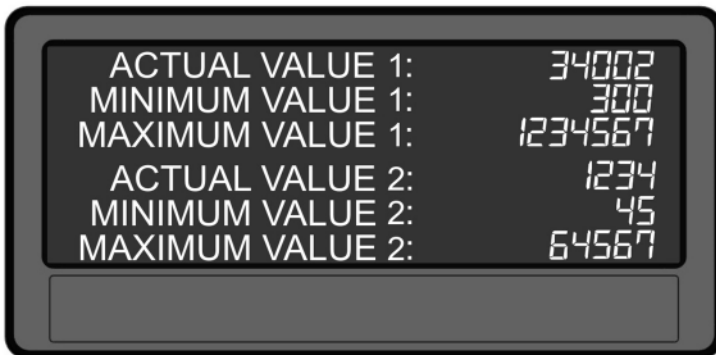 ACTUAL VALUE 1: 34002
MINIMUM VALUE 1: 300
MAXIMUM VALUE 1: 1234567
ACTUAL VALUE 2: 1234
MINIMUM VALUE 2: 45
MAXIMUM VALUE 2: 64567